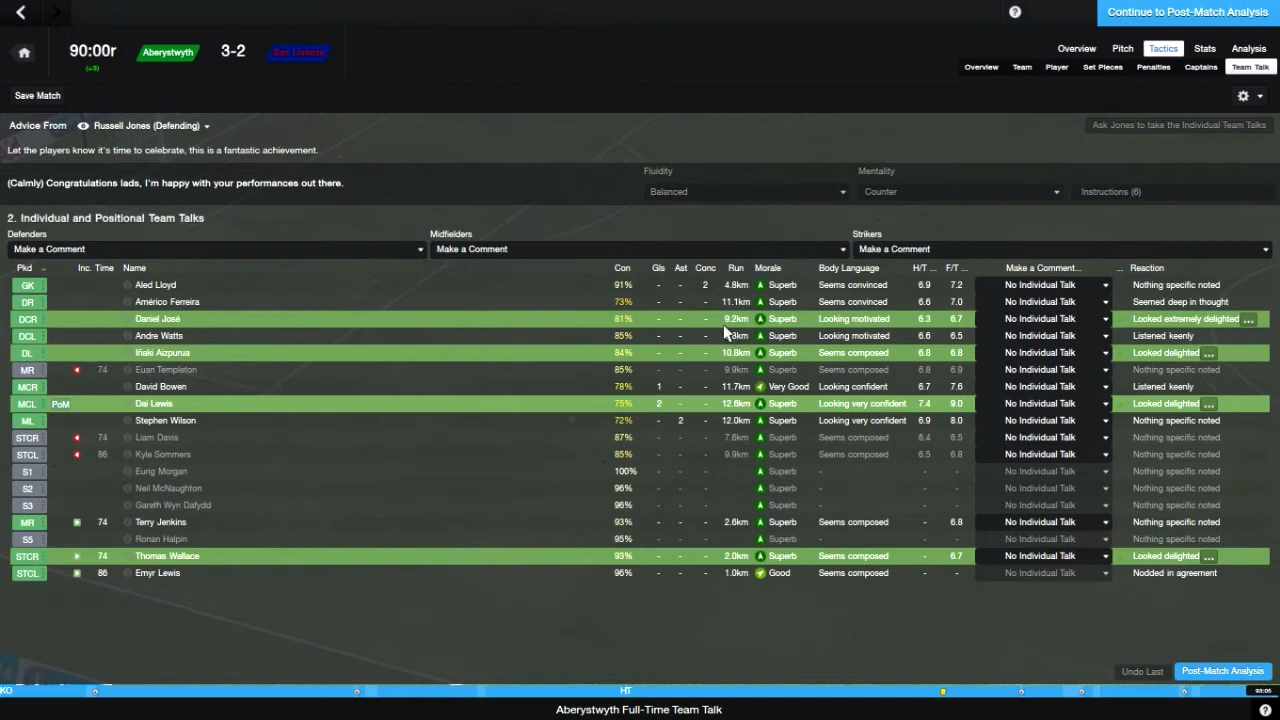 Continue to Post-Match Analysis
90:00r Aberystwyth 3-2 San Lorenzo
(+3)
Overview Pitch Tactics Stats Analysis
Overview Team Player Set Pieces Penalties Captains Team Talk
Save Match
Advice From Russell Jones (Defending) Ask Jones to take the Individual Team Talks
Let the players know it's time to celebrate, this is a fantastic achievement.
(Calmly) Congratulations lads, I'm happy with your performances out there.
Fluidity Mentality
Balanced Counter Instructions (6)
2. Individual and Positional Team Talks
Defenders Midfielders Strikers
Make a Comment Make a Comment Make a Comment
Pkd Inc. Time Name Con Gls Ast Conc Run Morale Body Language H/T ... F/T ... Make a Comment... ... Reaction
GK Aled Lloyd 91% - - 2 4.8km Superb Seems convinced 6.9 7.2 No Individual Talk Nothing specific noted
DR Américo Ferreira 73% - - - 11.1km Superb Seems convinced 6.6 7.0 No Individual Talk Seemed deep in thought
DCR Daniel José 81% - - - 9.2km Superb Looking motivated 6.3 6.7 No Individual Talk Looked extremely delighted ...
DCL Andre Watts 85% - - - 8km Superb Looking motivated 6.6 6.5 No Individual Talk Listened keenly
DL Iñaki Aizpurua 84% - - - 10.8km Superb Seems composed 6.8 6.8 No Individual Talk Looked delighted ...
MR 74 Euan Templeton 85% - - - 9.9km Superb Seems composed 6.8 6.9 No Individual Talk Nothing specific noted
MCR David Bowen 78% 1 - - 11.7km Very Good Looking confident 6.7 7.6 No Individual Talk Listened keenly
MCL PoM Dai Lewis 75% 2 - - 12.6km Superb Looking very confident 7.4 9.0 No Individual Talk Looked delighted ...
ML Stephen Wilson 72% - 2 - 12.0km Superb Looking very confident 6.9 8.0 No Individual Talk Nothing specific noted
STCR 74 Liam Davis 87% - - - 7.6km Superb Seems composed 6.4 6.5 No Individual Talk Nothing specific noted
STCL 86 Kyle Sommers 85% - - - 9.9km Superb Seems composed 6.5 6.8 No Individual Talk Nothing specific noted
S1 Eurig Morgan 100% - - - Superb - - - No Individual Talk Nothing specific noted
S2 Neil McNaughton 96% - - - Superb - - - No Individual Talk Nothing specific noted
S3 Gareth Wyn Dafydd 96% - - - Superb - - - No Individual Talk Nothing specific noted
MR 74 Terry Jenkins 93% - - - 2.6km Superb Seems composed - 6.8 No Individual Talk Nothing specific noted
S5 Ronan Halpin 95% - - - Superb - - - No Individual Talk Nothing specific noted
STCR 74 Thomas Wallace 93% - - - 2.0km Superb Seems composed - 6.7 No Individual Talk Looked delighted ...
STCL 86 Emyr Lewis 96% - - - 1.0km Good Seems composed - - No Individual Talk Nodded in agreement
Undo Last Post-Match Analysis
KO HT 93:05
Aberystwyth Full-Time Team Talk